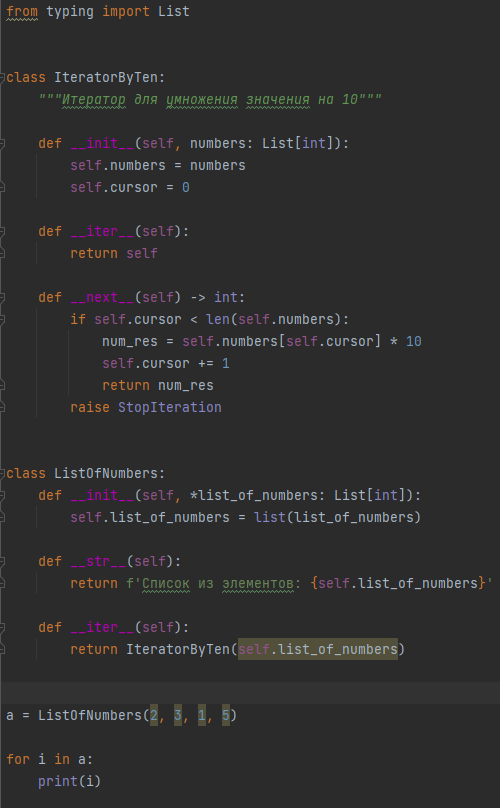 from typing import List
class IteratorByTen:
    """Итератор для умножения значения на 10"""
    def __init__(self, numbers: List[int]):
        self.numbers = numbers
        self.cursor = 0
    def __iter__(self):
        return self
    def __next__(self) -> int:
        if self.cursor < len(self.numbers):
            num_res = self.numbers[self.cursor] * 10
            self.cursor += 1
            return num_res
        raise StopIteration
class ListOfNumbers:
    def __init__(self, *list_of_numbers: List[int]):
        self.list_of_numbers = list(list_of_numbers)
    def __str__(self):
        return f'Список из элементов: {self.list_of_numbers}'
    def __iter__(self):
        return IteratorByTen(self.list_of_numbers)
a = ListOfNumbers(2, 3, 1, 5)
for i in a:
    print(i)